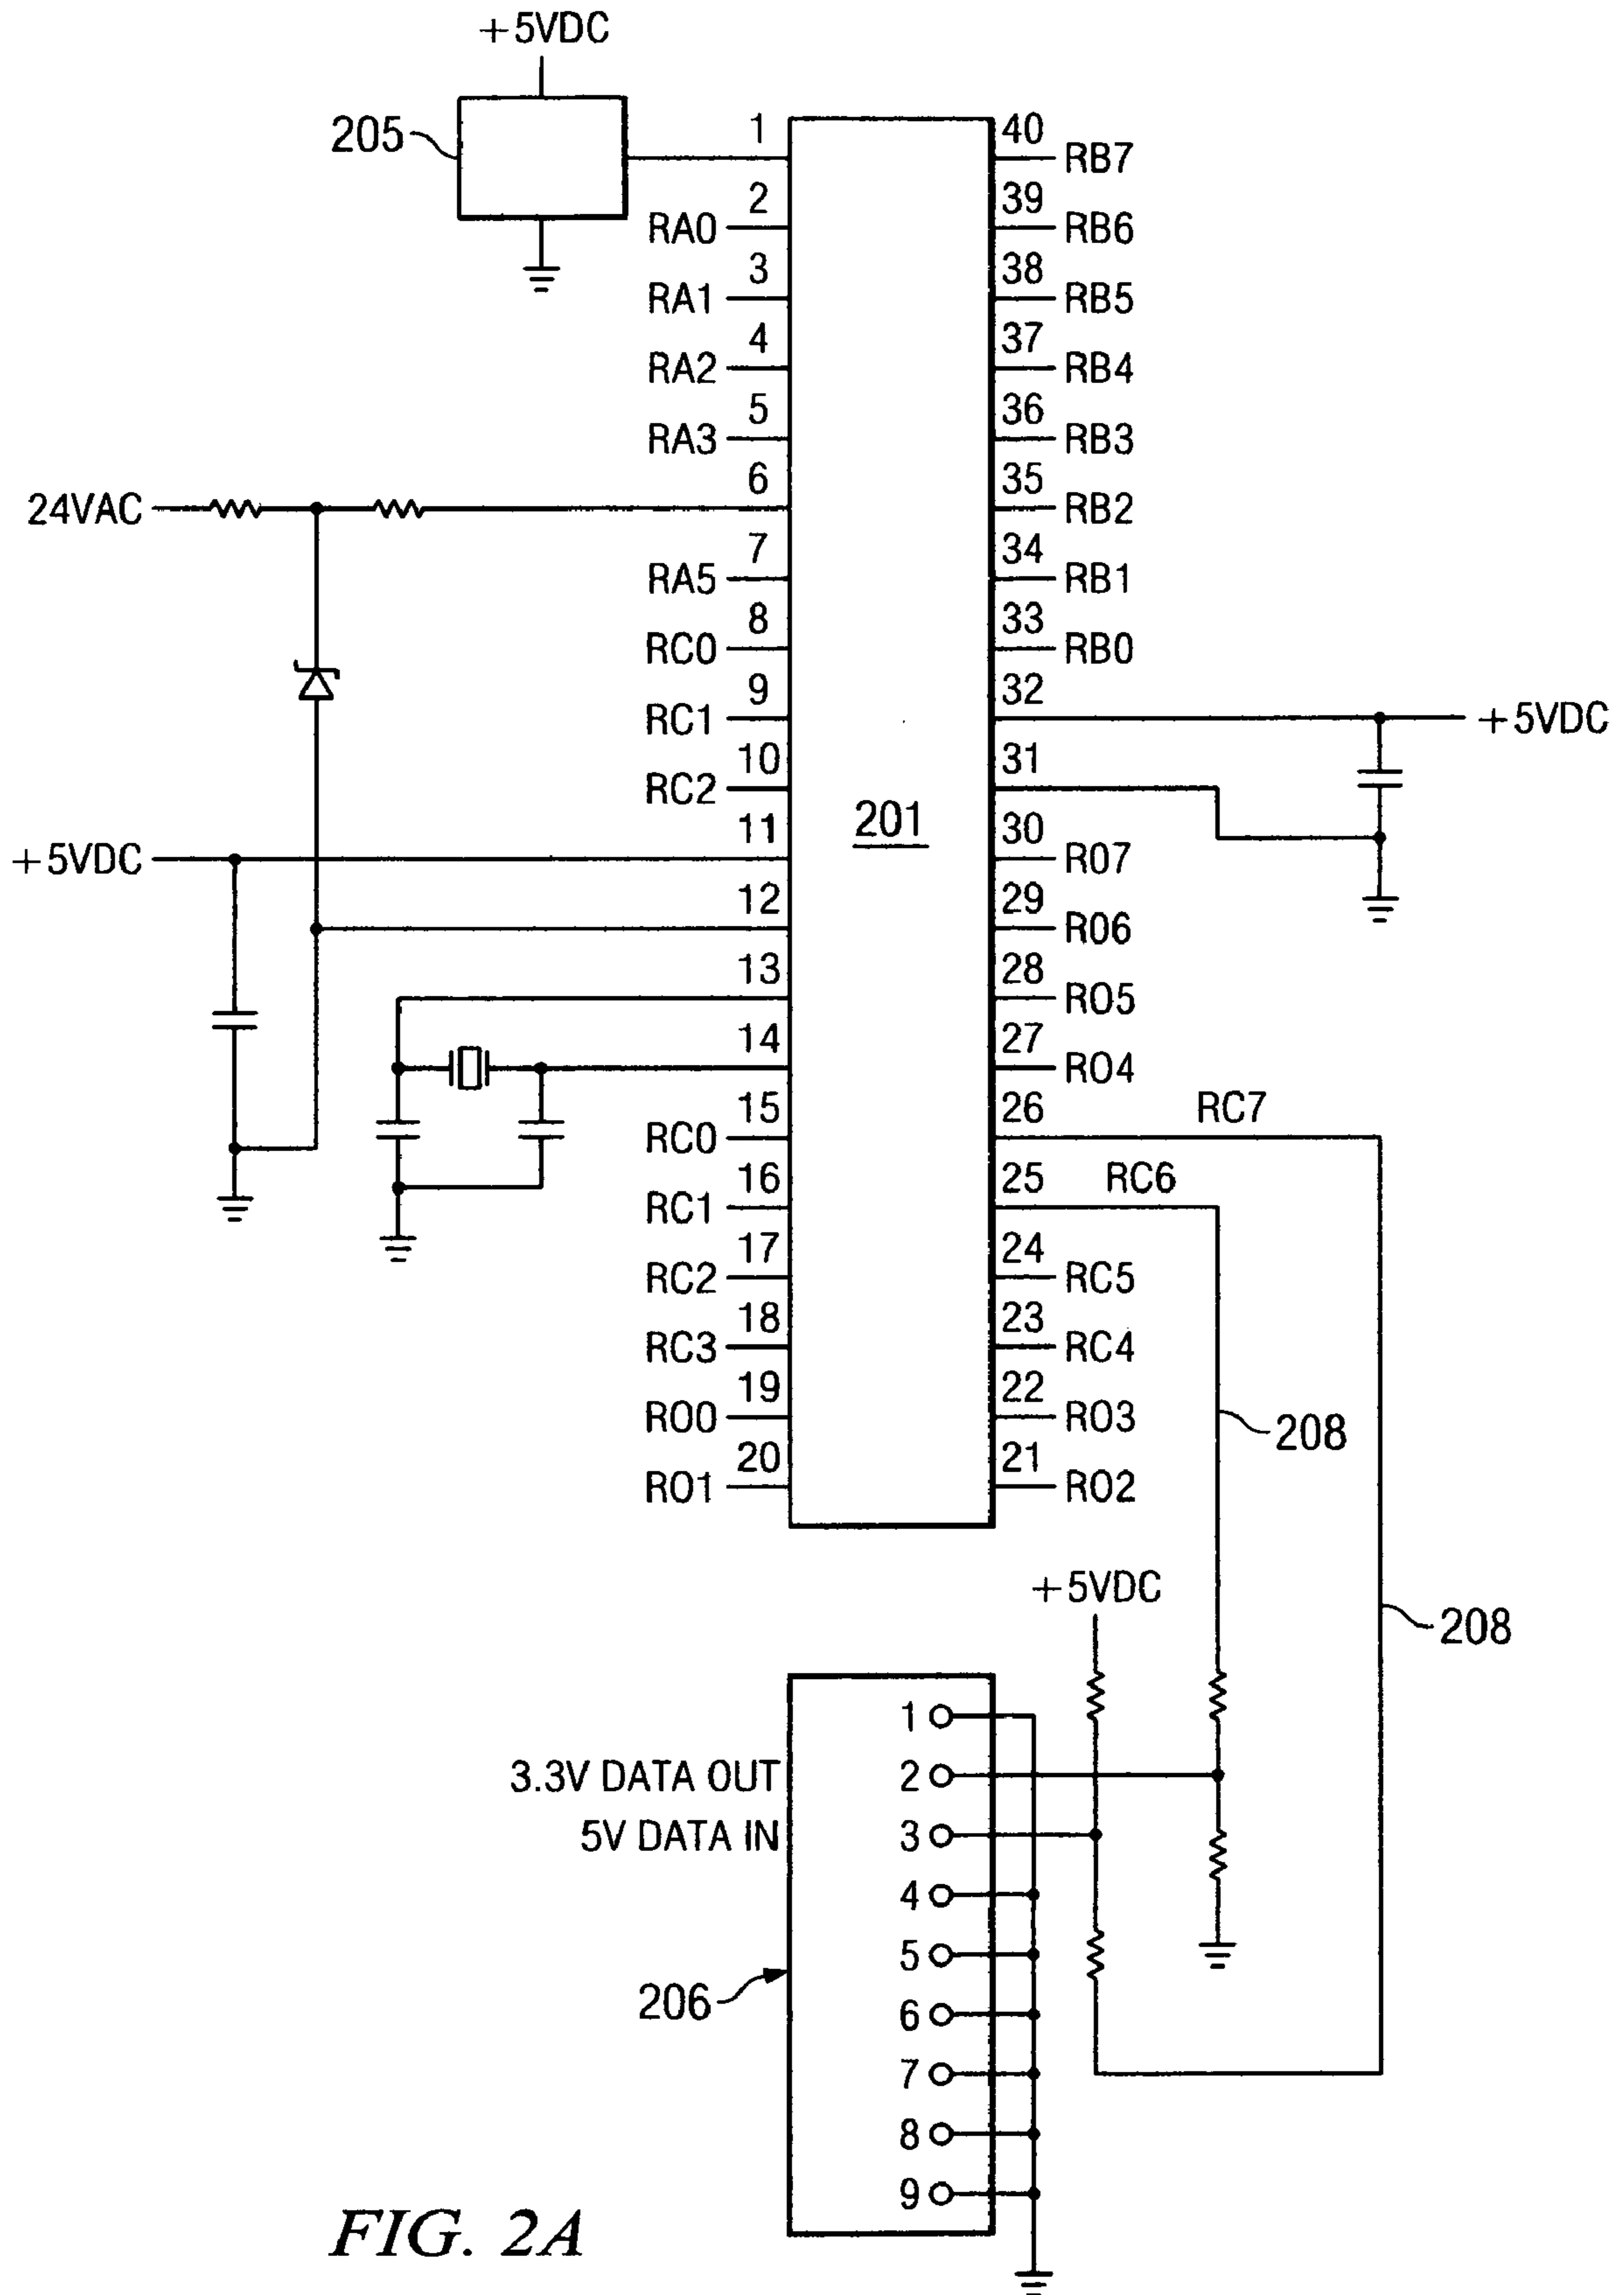 +5VDC
205
1 40 RB7
RA0 2 39 RB6
RA1 3 38 RB5
RA2 4 37 RB4
RA3 5 36 RB3
24VAC 6 35 RB2
RA5 7 34 RB1
RC0 8 33 RB0
RC1 9 32 +5VDC
RC2 10 31
201
+5VDC 11 30 R07
12 29 R06
13 28 R05
14 27 R04
RC0 15 26 RC7
RC1 16 25 RC6
RC2 17 24 RC5
RC3 18 23 RC4
R00 19 22 R03
208
R01 20 21 R02
+5VDC
208
1
3.3V DATA OUT 2
5V DATA IN 3
4
5
206
6
7
8
9
FIG. 2A